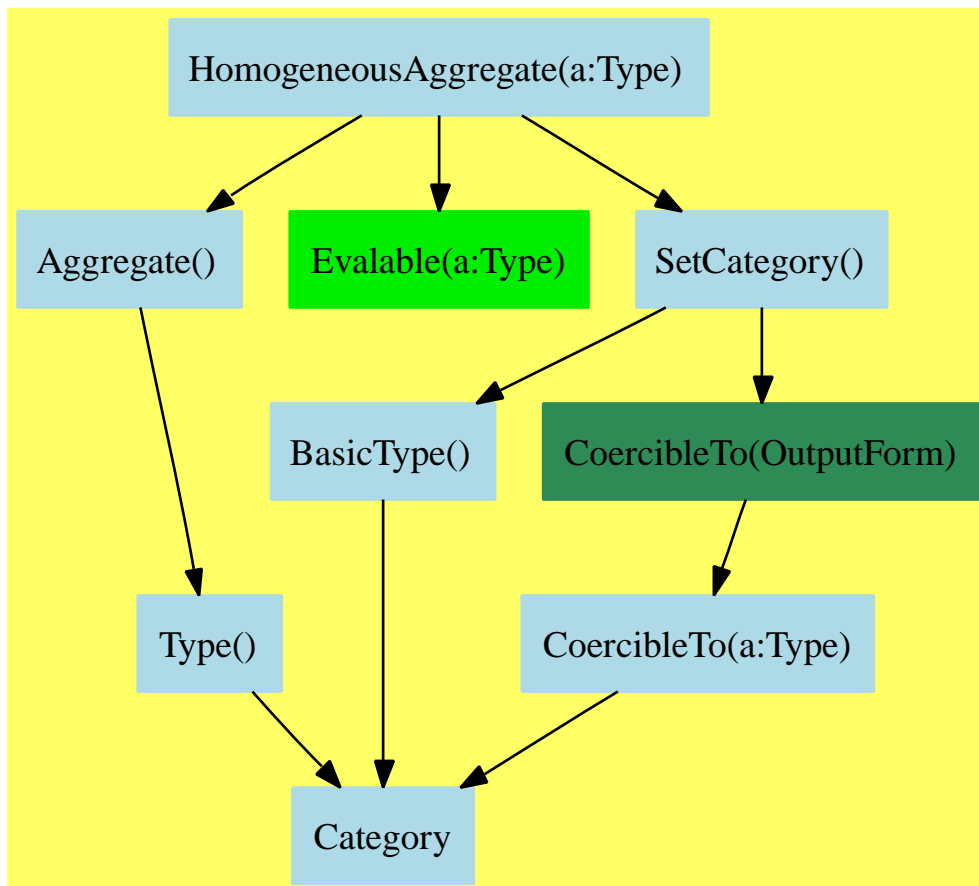 HomogeneousAggregate(a:Type)
Aggregate()
Evalable(a:Type)
SetCategory()
BasicType()
CoercibleTo(OutputForm)
Type()
CoercibleTo(a:Type)
Category